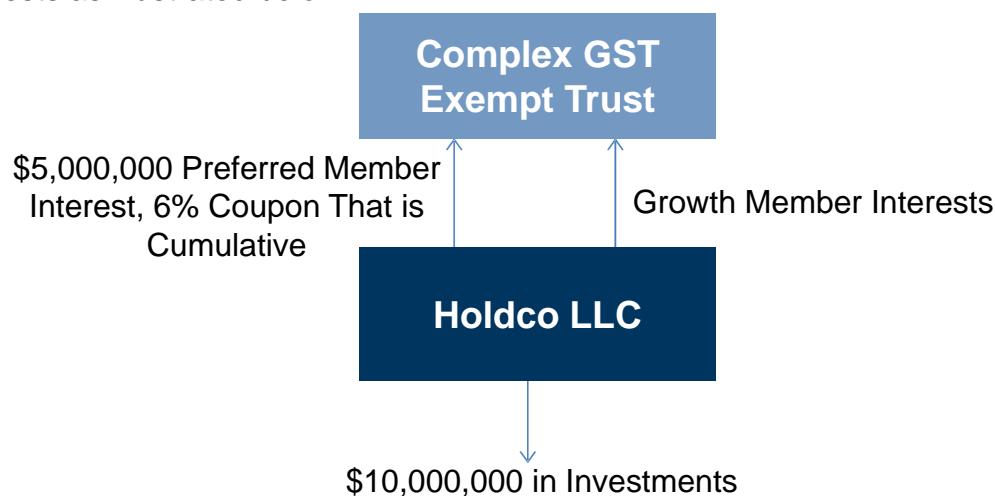 Complex GST
Exempt Trust
$5,000,000 Preferred Member
Interest, 6% Coupon That is
Cumulative
Growth Member Interests
Holdco LLC
$10,000,000 in Investments